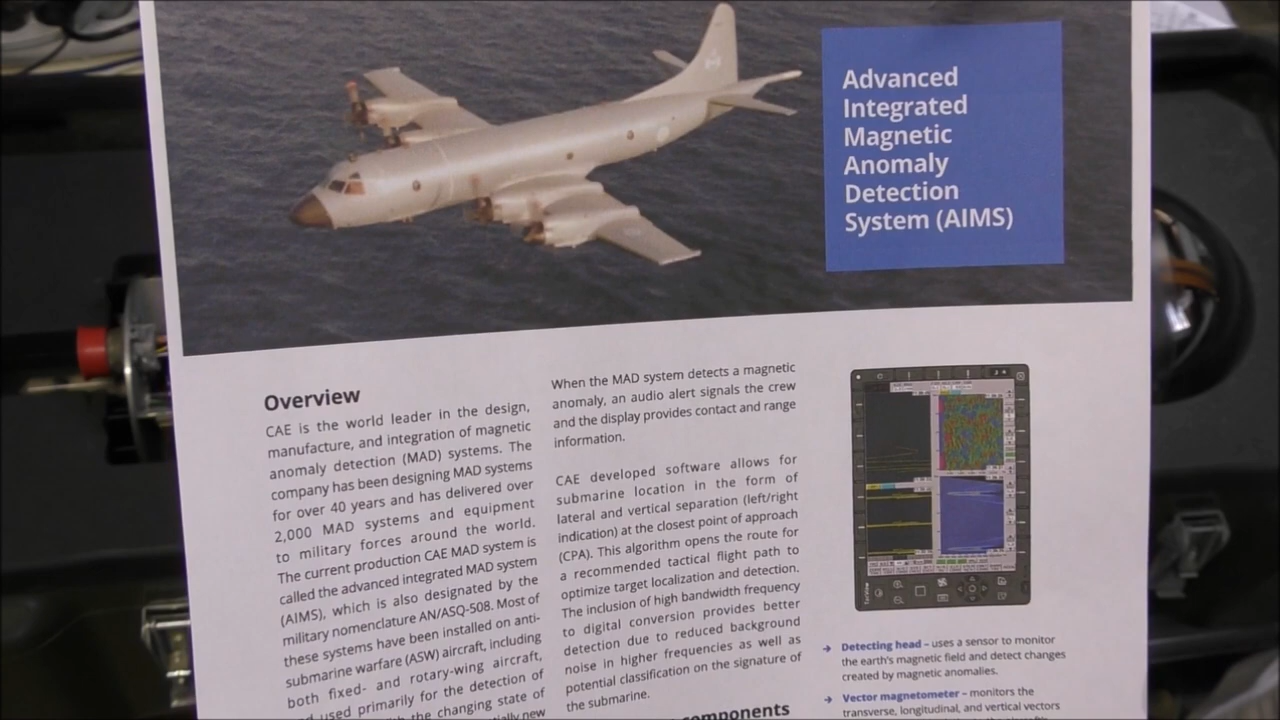 Advanced
Integrated
Magnetic
Anomaly
Detection
System (AIMS)
Overview
CAE is the world leader in the design,
manufacture, and integration of magnetic
anomaly detection (MAD) systems. The
company has been designing MAD systems
for over 40 years and has delivered over
2,000 MAD systems and equipment
to military forces around the world.
The current production CAE MAD system is
called the advanced integrated MAD system
(AIMS), which is also designated by the
military nomenclature AN/ASQ-508. Most of
these systems have been installed on anti-
submarine warfare (ASW) aircraft, including
both fixed- and rotary-wing aircraft,
used primarily for the detection of
the changing state of
new
When the MAD system detects a magnetic
anomaly, an audio alert signals the crew
and the display provides contact and range
information.
CAE developed software allows for
submarine location in the form of
lateral and vertical separation (left/right
indication) at the closest point of approach
(CPA). This algorithm opens the route for
a recommended tactical flight path to
optimize target localization and detection.
The inclusion of high bandwidth frequency
to digital conversion provides better
detection due to reduced background
noise in higher frequencies as well as
potential classification on the signature of
the submarine.
components
→ Detecting head – uses a sensor to monitor
the earth's magnetic field and detect changes
created by magnetic anomalies.
→ Vector magnetometer – monitors the
transverse, longitudinal, and vertical vectors